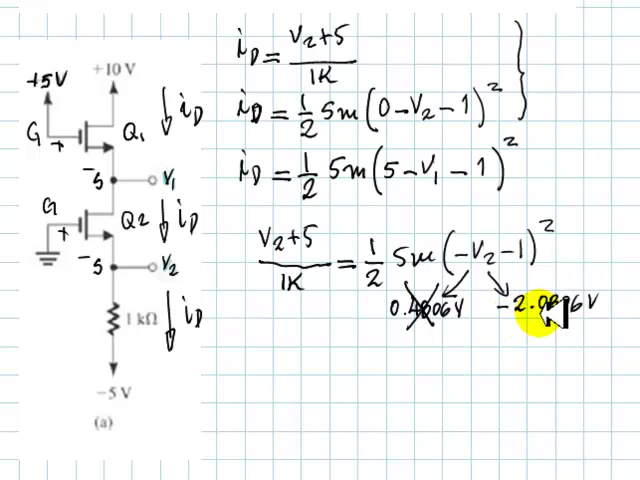 +5V
+10 V
iD
G
+
Q1
-s
V1
G
+
Q2
iD
-s
V2
1 kΩ
iD
-5 V
(a)
iD = V2+5 / 1K
iD = 1/2 5m (0-V2-1)^2
iD = 1/2 5m (5-V1-1)^2
V2+5 / 1K = 1/2 5m (-V2-1)^2